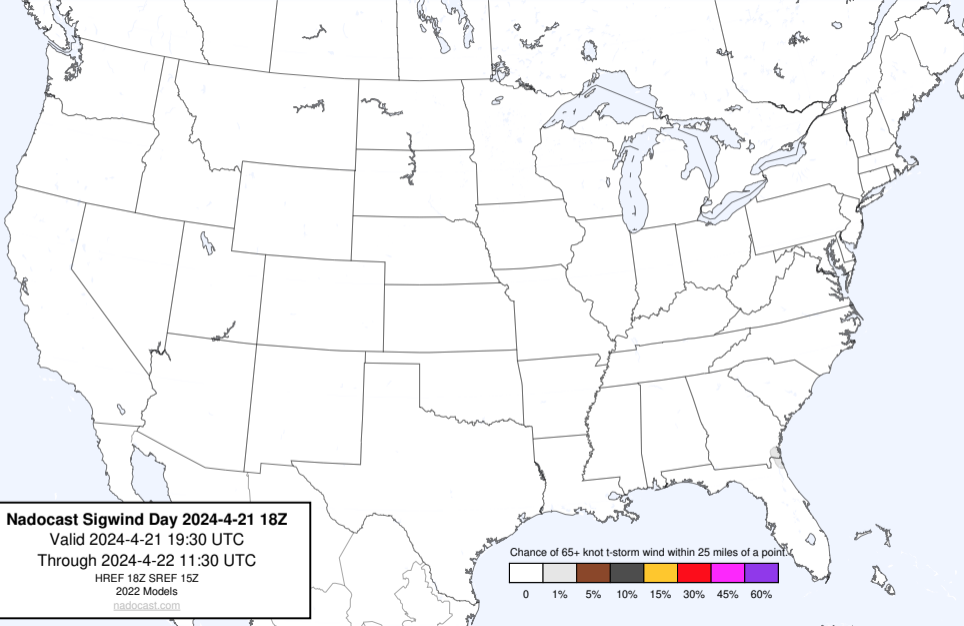 Nadocast Sigwind Day 2024-4-21 18Z
Valid 2024-4-21 19:30 UTC
Through 2024-4-22 11:30 UTC
HREF 18Z SREF 15Z
2022 Models
nadocast.com
Chance of 65+ knot t-storm wind within 25 miles of a point.
0 1% 5% 10% 15% 30% 45% 60%